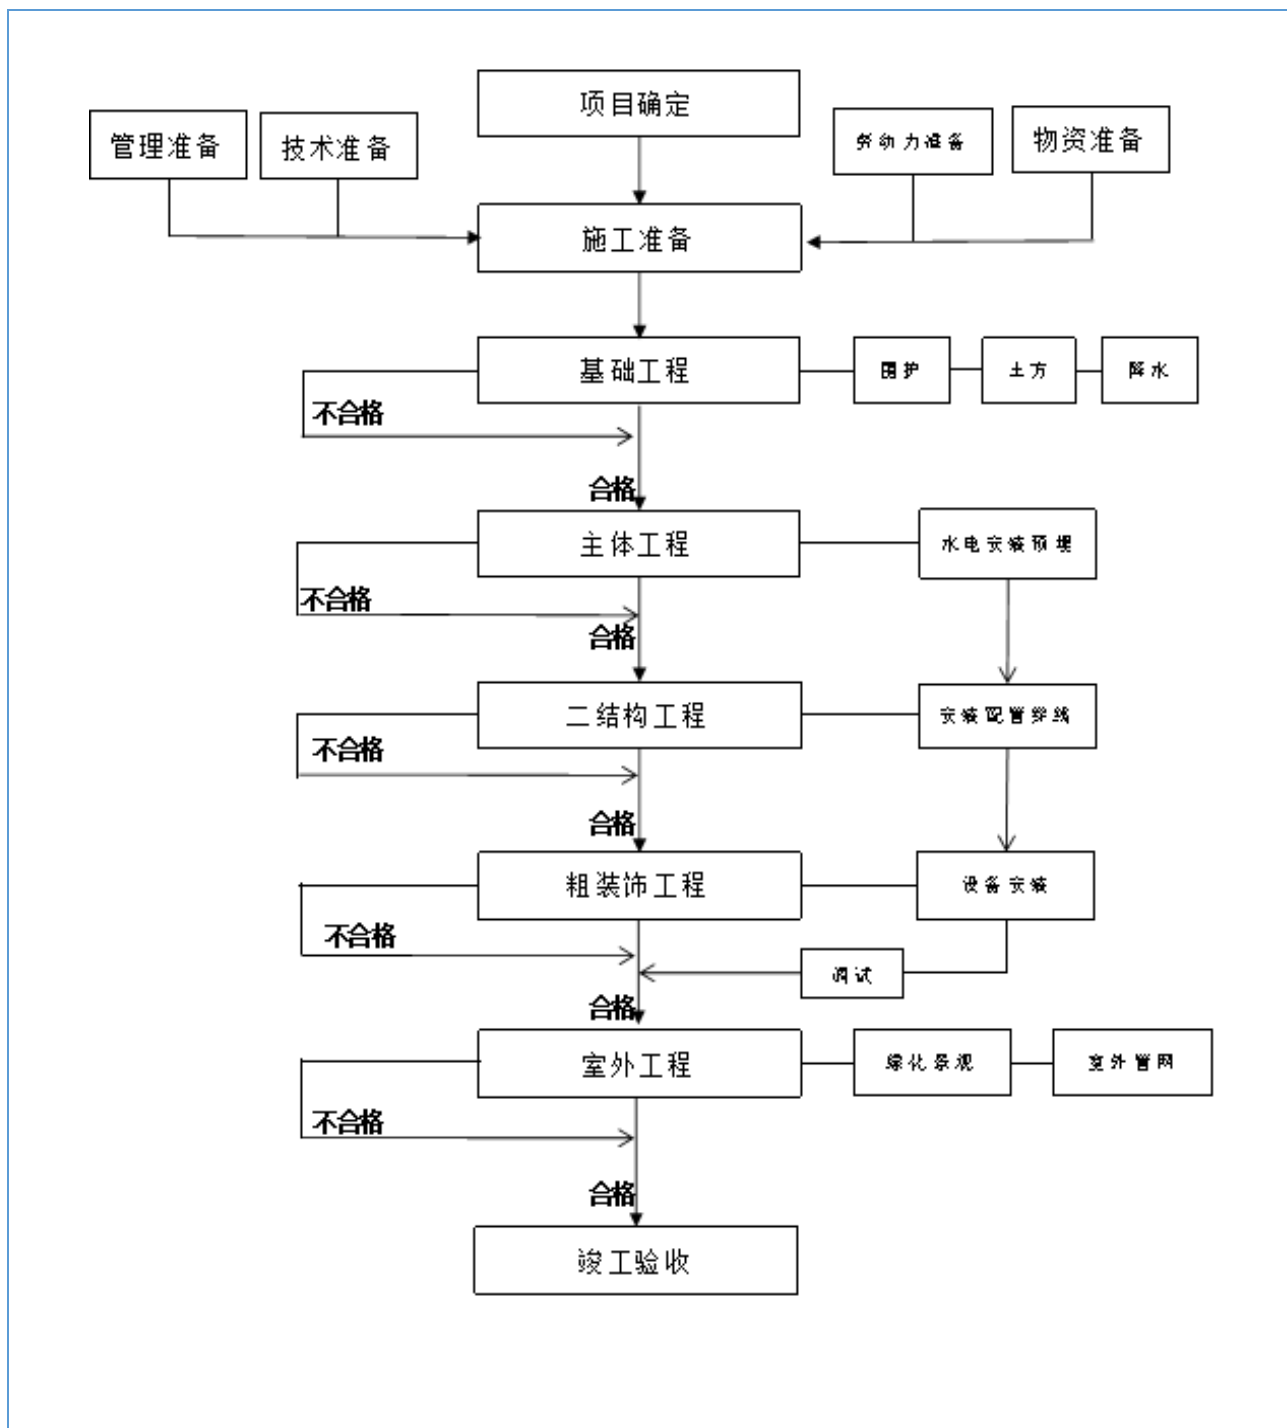 项目确定
管理准备
技术准备
劳动力准备
物资准备
施工准备
基础工程
围护
土方
降水
不合格
合格
主体工程
水电安装预埋
不合格
合格
二结构工程
安装配管穿线
不合格
合格
粗装饰工程
设备安装
不合格
调试
合格
室外工程
绿化景观
室外管网
不合格
合格
竣工验收